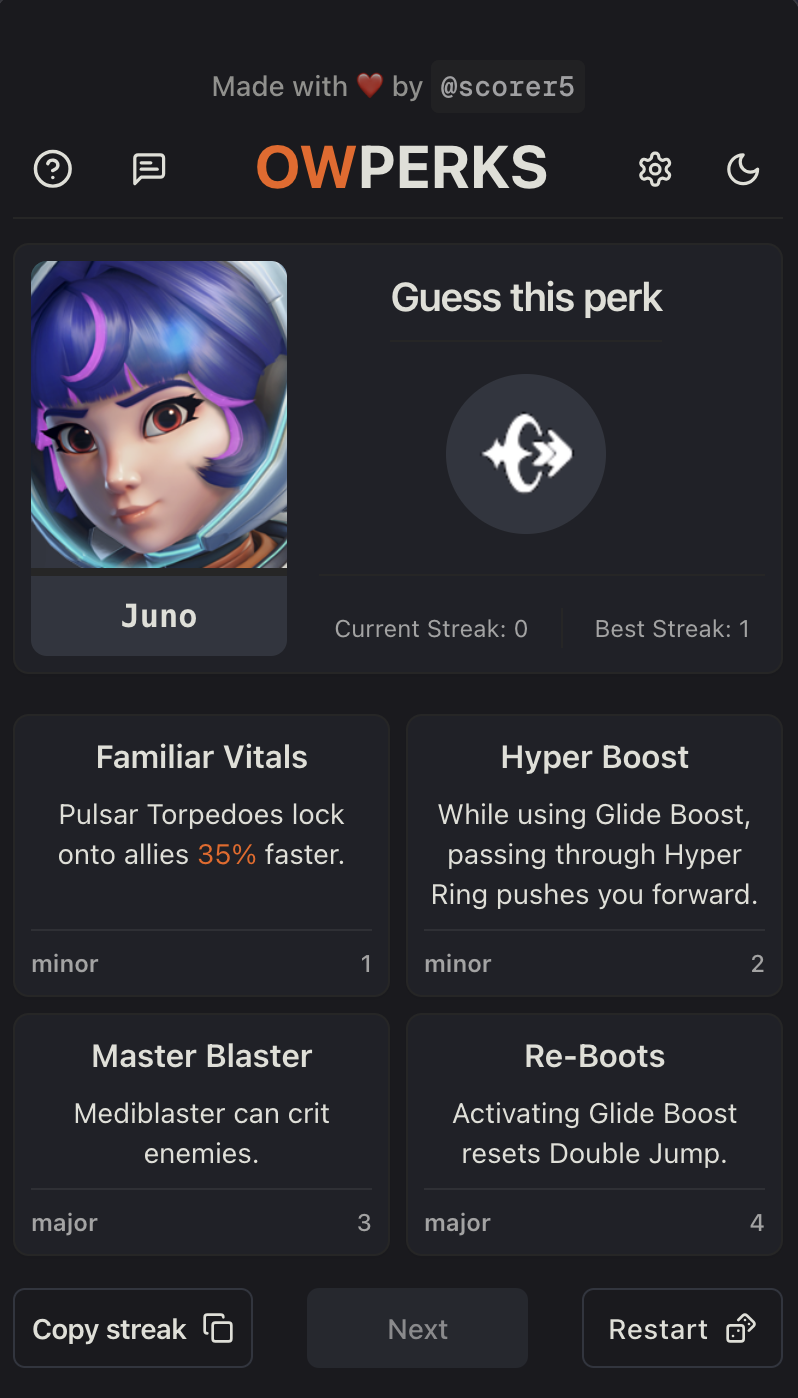 Made with ❤️ by @scorer5
OWPERKS
Guess this perk
Juno
Current Streak: 0
Best Streak: 1
Familiar Vitals
Pulsar Torpedoes lock
onto allies 35% faster.
minor 1
Hyper Boost
While using Glide Boost,
passing through Hyper
Ring pushes you forward.
minor 2
Master Blaster
Mediblaster can crit
enemies.
major 3
Re-Boots
Activating Glide Boost
resets Double Jump.
major 4
Copy streak
Next
Restart